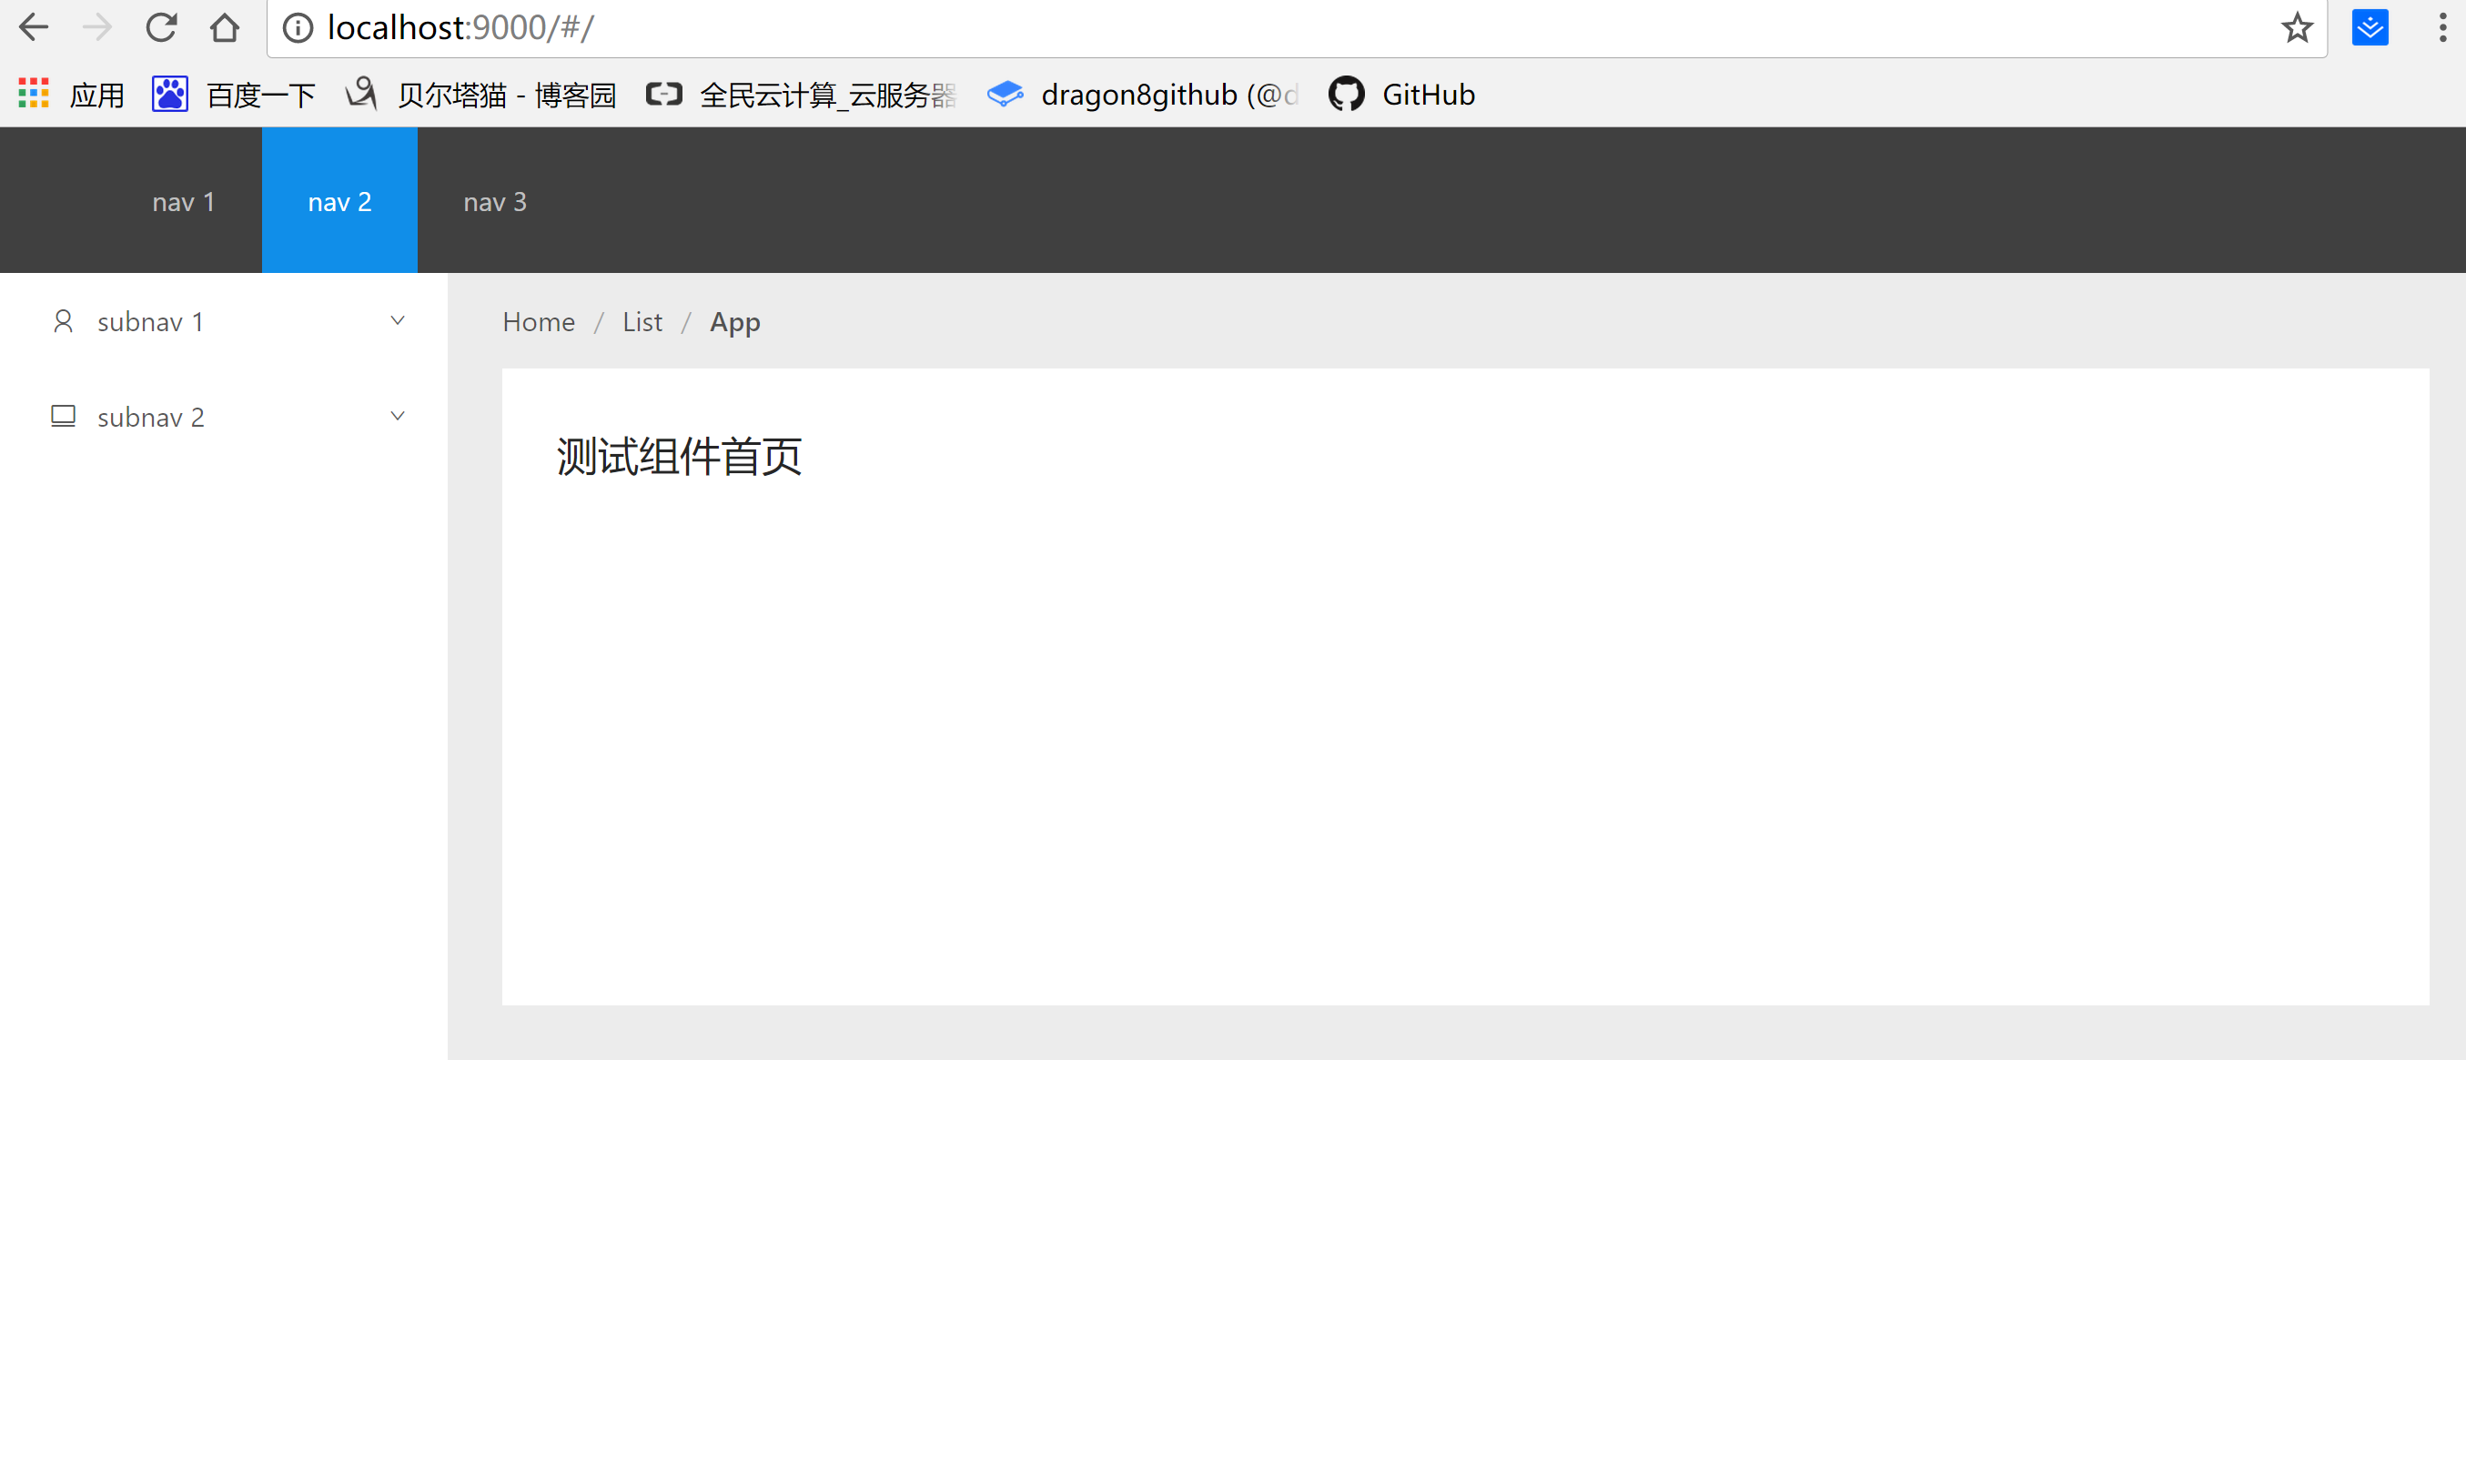 localhost:9000/#/
应用 百度一下 贝尔塔猫 - 博客园 全民云计算_云服务器 dragon8github (@d GitHub
nav 1 nav 2 nav 3
subnav 1
subnav 2
Home / List / App
测试组件首页